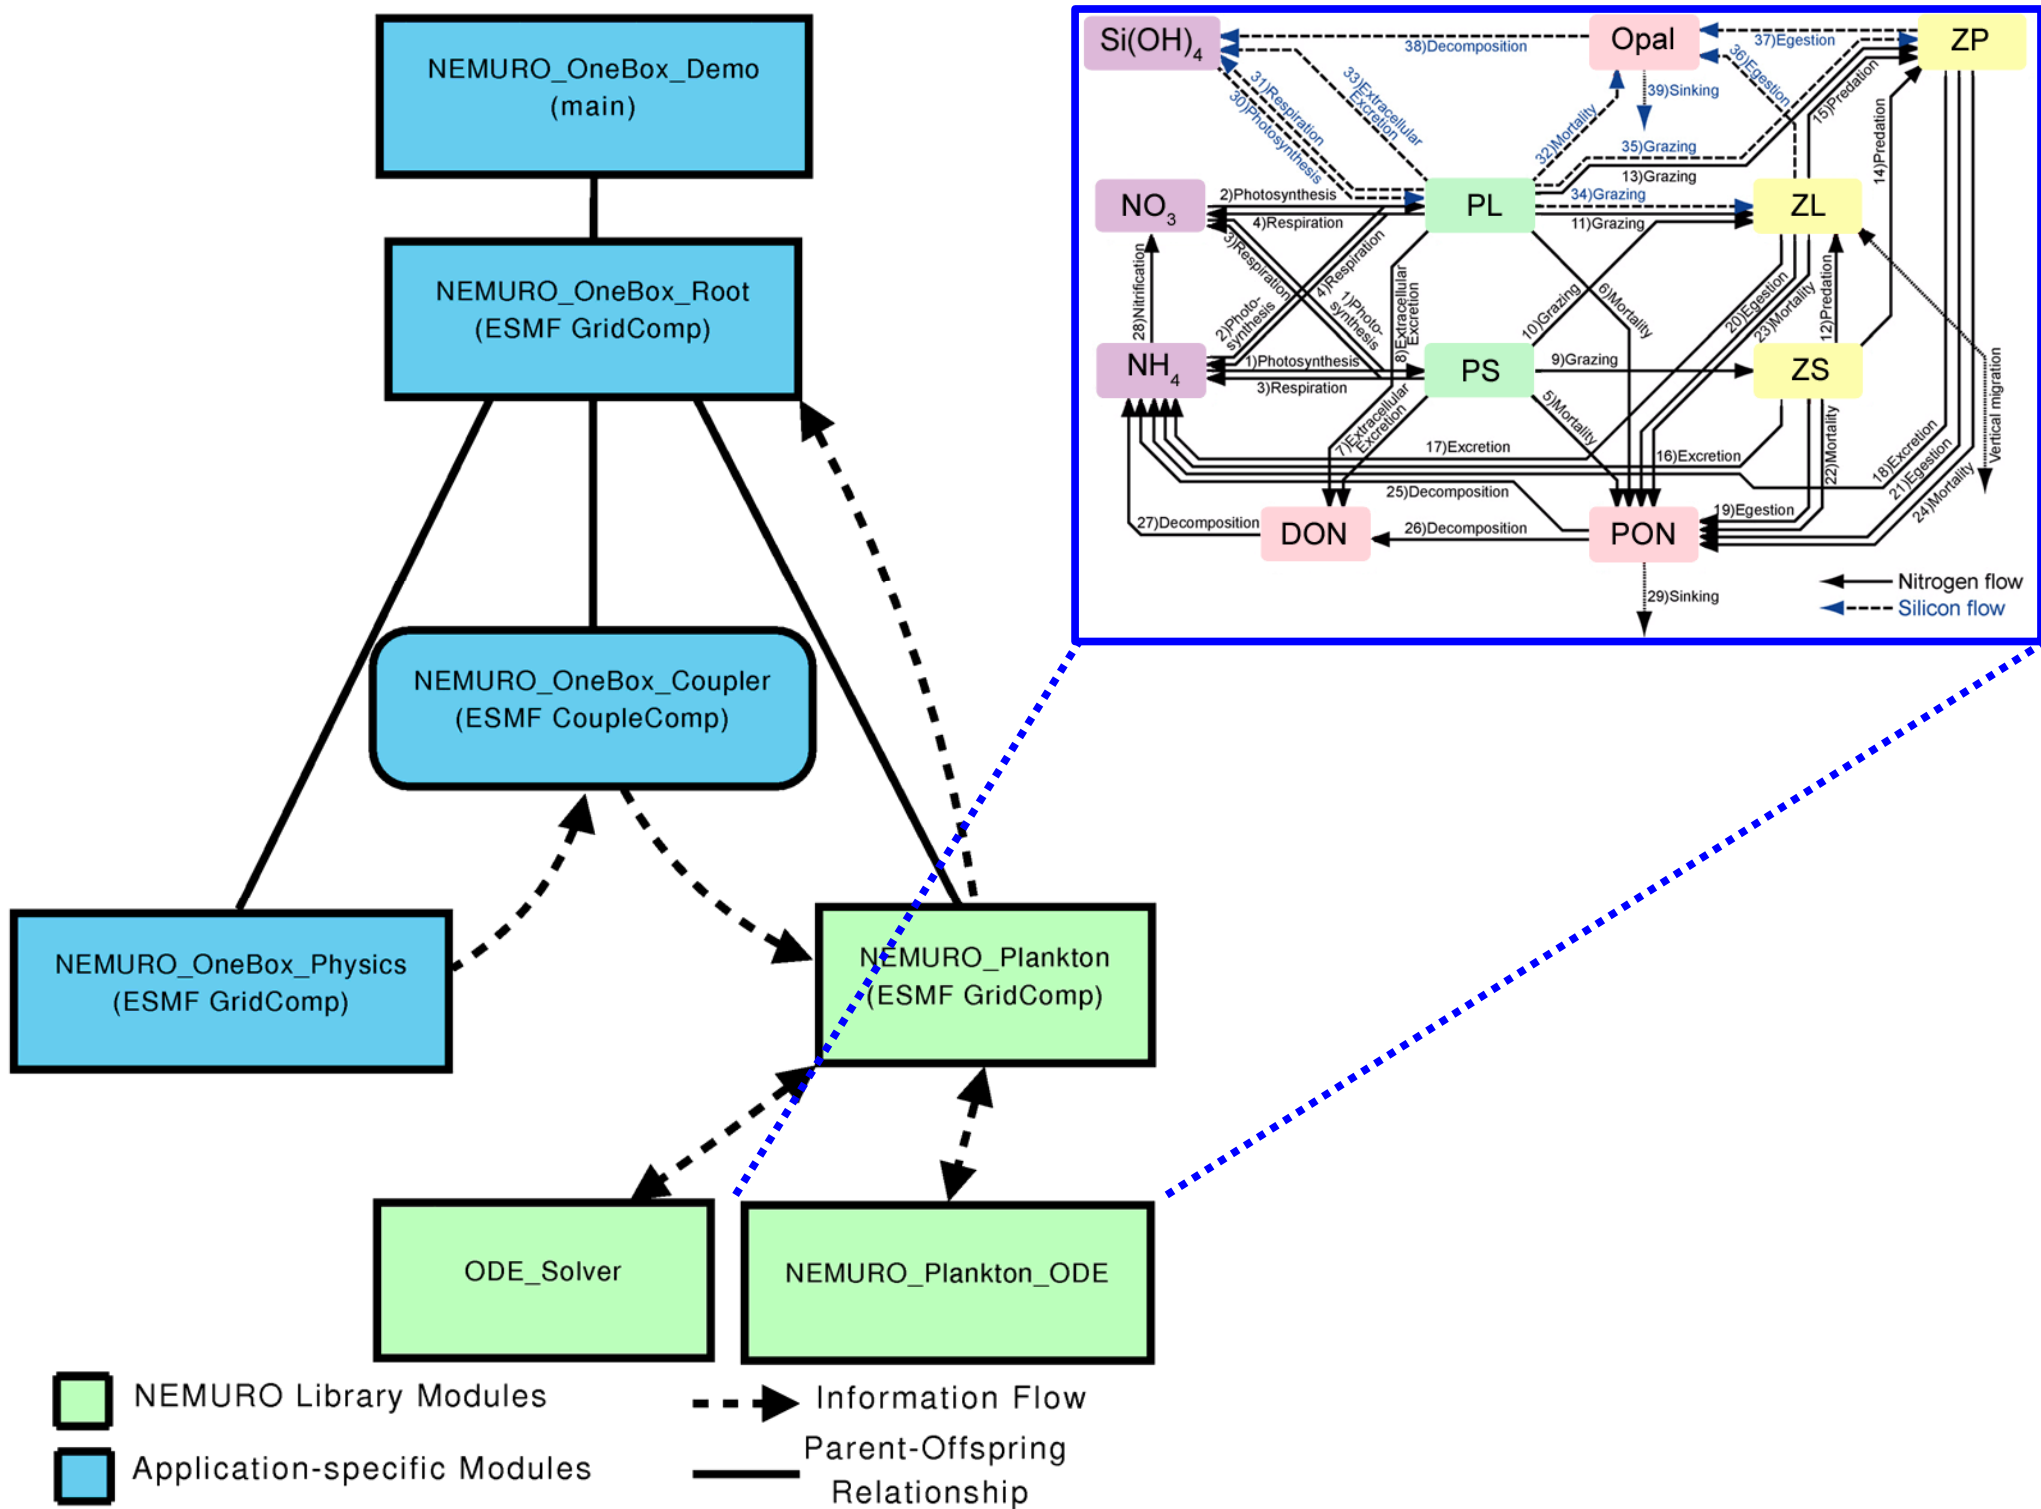 NEMURO_OneBox_Demo
(main)
NEMURO_OneBox_Root
(ESMF GridComp)
NEMURO_OneBox_Coupler
(ESMF CoupleComp)
NEMURO_OneBox_Physics
(ESMF GridComp)
NEMURO_Plankton
(ESMF GridComp)
ODE_Solver
NEMURO_Plankton_ODE
NEMURO Library Modules
Application-specific Modules
Information Flow
Parent-Offspring
Relationship
Si(OH)4
Opal
ZP
38)Decomposition
37)Egestion
36)Egestion
39)Sinking
33)Extracellular
Excretion
31)Respiration
30)Photosynthesis
32)Mortality
35)Grazing
13)Grazing
15)Predation
14)Predation
NO3
PL
ZL
2)Photosynthesis
4)Respiration
34)Grazing
11)Grazing
3)Respiration
4)Respiration
28)Nitrification
2)Photo-
synthesis
1)Photo-
synthesis
8)Extracellular
Excretion
10)Grazing
6)Mortality
20)Egestion
23)Mortality
12)Predation
NH4
PS
ZS
1)Photosynthesis
3)Respiration
9)Grazing
7)Extracellular
Excretion
5)Mortality
22)Mortality
Vertical migration
17)Excretion
16)Excretion
18)Excretion
21)Egestion
24)Mortality
25)Decomposition
27)Decomposition
26)Decomposition
19)Egestion
DON
PON
29)Sinking
Nitrogen flow
Silicon flow